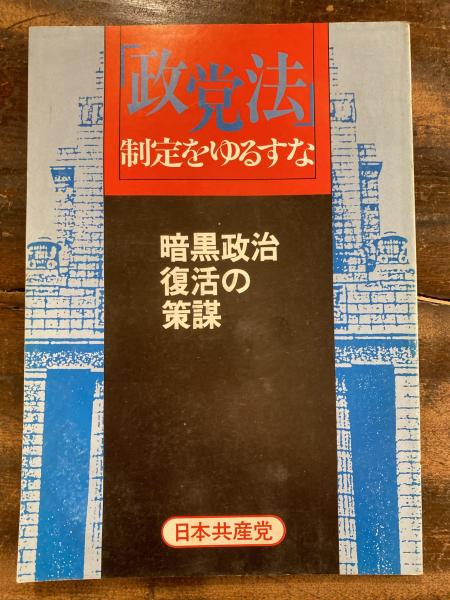 「政党法」
制定をゆるすな
暗黒政治
復活の
策謀
日本共産党